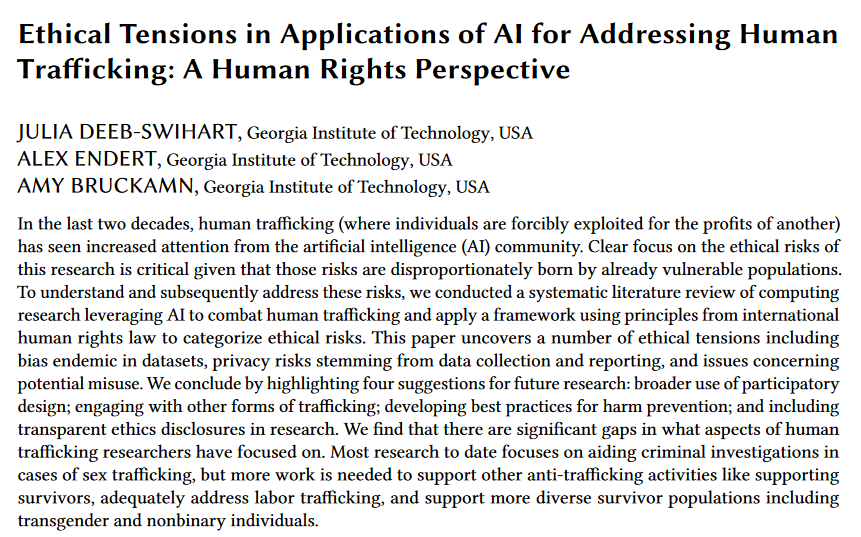 Ethical Tensions in Applications of AI for Addressing Human
Trafficking: A Human Rights Perspective
JULIA DEEB-SWIHART, Georgia Institute of Technology, USA
ALEX ENDERT, Georgia Institute of Technology, USA
AMY BRUCKAMN, Georgia Institute of Technology, USA
In the last two decades, human trafficking (where individuals are forcibly exploited for the profits of another)
has seen increased attention from the artificial intelligence (AI) community. Clear focus on the ethical risks of
this research is critical given that those risks are disproportionately born by already vulnerable populations.
To understand and subsequently address these risks, we conducted a systematic literature review of computing
research leveraging AI to combat human trafficking and apply a framework using principles from international
human rights law to categorize ethical risks. This paper uncovers a number of ethical tensions including
bias endemic in datasets, privacy risks stemming from data collection and reporting, and issues concerning
potential misuse. We conclude by highlighting four suggestions for future research: broader use of participatory
design; engaging with other forms of trafficking; developing best practices for harm prevention; and including
transparent ethics disclosures in research. We find that there are significant gaps in what aspects of human
trafficking researchers have focused on. Most research to date focuses on aiding criminal investigations in
cases of sex trafficking, but more work is needed to support other anti-trafficking activities like supporting
survivors, adequately address labor trafficking, and support more diverse survivor populations including
transgender and nonbinary individuals.